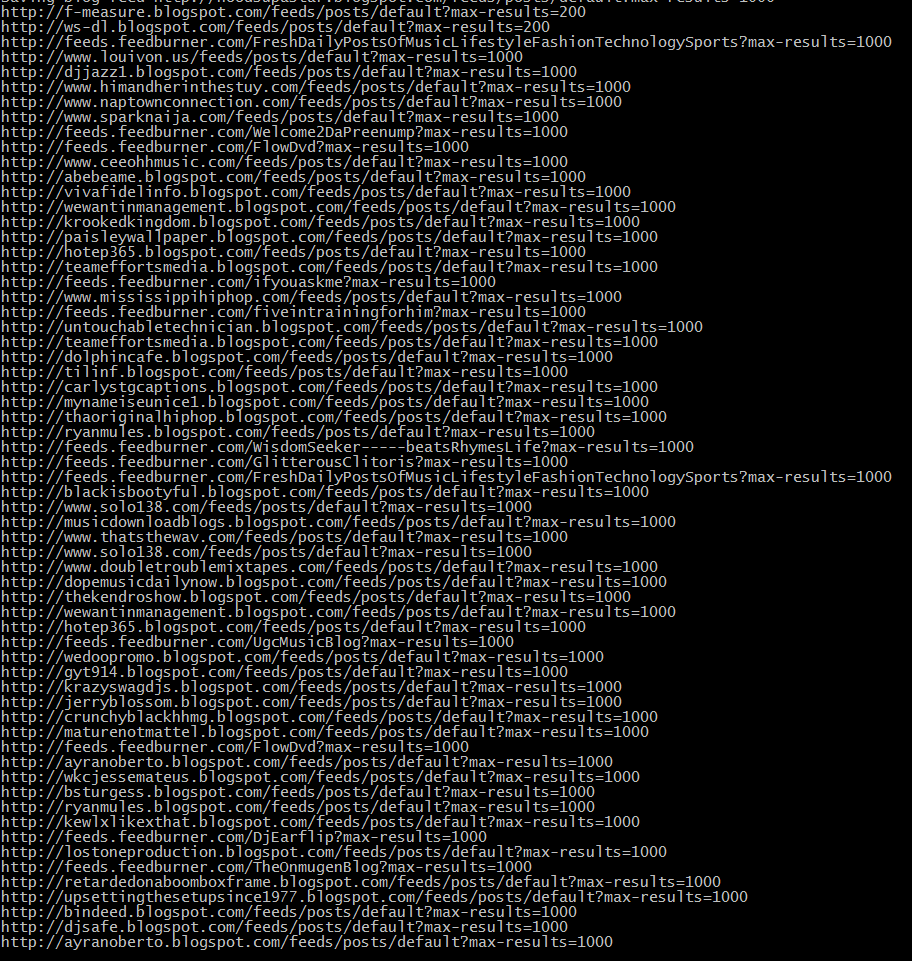 http://f-measure.blogspot.com/feeds/posts/default?max-results=200
http://ws-dl.blogspot.com/feeds/posts/default?max-results=200
http://feeds.feedburner.com/FreshDailyPostsOfMusicLifestyleFashionTechnologySports?max-results=1000
http://www.louivon.us/feeds/posts/default?max-results=1000
http://djjazz1.blogspot.com/feeds/posts/default?max-results=1000
http://www.himandherinthestuy.com/feeds/posts/default?max-results=1000
http://www.naptownconnection.com/feeds/posts/default?max-results=1000
http://www.sparknaija.com/feeds/posts/default?max-results=1000
http://feeds.feedburner.com/Welcome2DaPreenump?max-results=1000
http://feeds.feedburner.com/FlowDvd?max-results=1000
http://www.ceeohhmusic.com/feeds/posts/default?max-results=1000
http://abebeame.blogspot.com/feeds/posts/default?max-results=1000
http://vivafidelinfo.blogspot.com/feeds/posts/default?max-results=1000
http://wewantinmanagement.blogspot.com/feeds/posts/default?max-results=1000
http://krookedkingdom.blogspot.com/feeds/posts/default?max-results=1000
http://paisleywallpaper.blogspot.com/feeds/posts/default?max-results=1000
http://hotep365.blogspot.com/feeds/posts/default?max-results=1000
http://teameffortsmedia.blogspot.com/feeds/posts/default?max-results=1000
http://feeds.feedburner.com/ifyouaskme?max-results=1000
http://www.mississippihiphop.com/feeds/posts/default?max-results=1000
http://feeds.feedburner.com/fiveintrainingforhim?max-results=1000
http://untouchabletechnician.blogspot.com/feeds/posts/default?max-results=1000
http://teameffortsmedia.blogspot.com/feeds/posts/default?max-results=1000
http://dolphincafe.blogspot.com/feeds/posts/default?max-results=1000
http://tilinf.blogspot.com/feeds/posts/default?max-results=1000
http://carlystgcaptions.blogspot.com/feeds/posts/default?max-results=1000
http://mynameiseunice1.blogspot.com/feeds/posts/default?max-results=1000
http://thaoriginalhiphop.blogspot.com/feeds/posts/default?max-results=1000
http://ryanmules.blogspot.com/feeds/posts/default?max-results=1000
http://feeds.feedburner.com/WisdomSeeker-----beatsRhymesLife?max-results=1000
http://feeds.feedburner.com/GlitterousClitoris?max-results=1000
http://feeds.feedburner.com/FreshDailyPostsOfMusicLifestyleFashionTechnologySports?max-results=1000
http://blackisbootyful.blogspot.com/feeds/posts/default?max-results=1000
http://www.solo138.com/feeds/posts/default?max-results=1000
http://musicdownloadblogs.blogspot.com/feeds/posts/default?max-results=1000
http://www.thatsthewav.com/feeds/posts/default?max-results=1000
http://www.solo138.com/feeds/posts/default?max-results=1000
http://www.doubletroublemixtapes.com/feeds/posts/default?max-results=1000
http://dopemusicdailynow.blogspot.com/feeds/posts/default?max-results=1000
http://thekendroshow.blogspot.com/feeds/posts/default?max-results=1000
http://wewantinmanagement.blogspot.com/feeds/posts/default?max-results=1000
http://hotep365.blogspot.com/feeds/posts/default?max-results=1000
http://feeds.feedburner.com/UgcMusicBlog?max-results=1000
http://wedoopromo.blogspot.com/feeds/posts/default?max-results=1000
http://gyt914.blogspot.com/feeds/posts/default?max-results=1000
http://krazyswagdjs.blogspot.com/feeds/posts/default?max-results=1000
http://jerryblossom.blogspot.com/feeds/posts/default?max-results=1000
http://crunchyblackhhmg.blogspot.com/feeds/posts/default?max-results=1000
http://maturenotmattel.blogspot.com/feeds/posts/default?max-results=1000
http://feeds.feedburner.com/FlowDvd?max-results=1000
http://ayranoberto.blogspot.com/feeds/posts/default?max-results=1000
http://wkcjessemateus.blogspot.com/feeds/posts/default?max-results=1000
http://bsturgess.blogspot.com/feeds/posts/default?max-results=1000
http://ryanmules.blogspot.com/feeds/posts/default?max-results=1000
http://kewlxlikexthat.blogspot.com/feeds/posts/default?max-results=1000
http://feeds.feedburner.com/DjEarflip?max-results=1000
http://lostoneproduction.blogspot.com/feeds/posts/default?max-results=1000
http://feeds.feedburner.com/TheOnmugenBlog?max-results=1000
http://retardedonaboomboxframe.blogspot.com/feeds/posts/default?max-results=1000
http://upsettingthesetupsince1977.blogspot.com/feeds/posts/default?max-results=1000
http://bindeed.blogspot.com/feeds/posts/default?max-results=1000
http://djsafe.blogspot.com/feeds/posts/default?max-results=1000
http://ayranoberto.blogspot.com/feeds/posts/default?max-results=1000